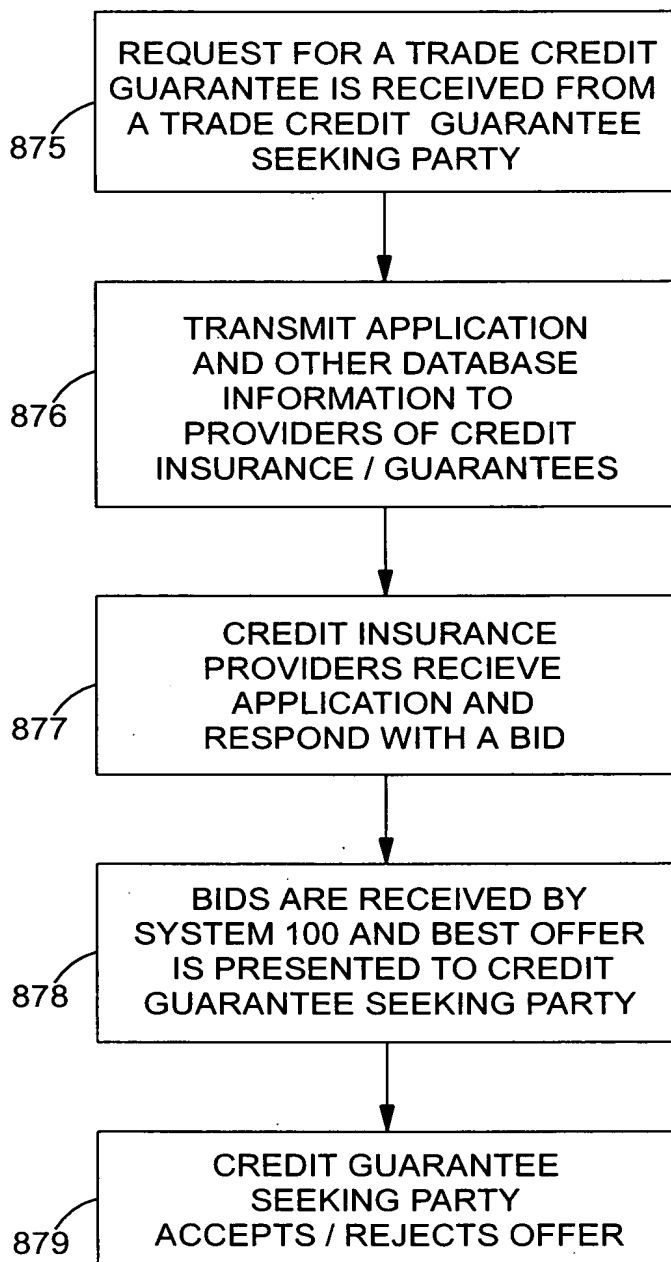 REQUEST FOR A TRADE CREDIT
GUARANTEE IS RECEIVED FROM
A TRADE CREDIT GUARANTEE
SEEKING PARTY
875
TRANSMIT APPLICATION
AND OTHER DATABASE
INFORMATION TO
PROVIDERS OF CREDIT
INSURANCE / GUARANTEES
876
CREDIT INSURANCE
PROVIDERS RECIEVE
APPLICATION AND
RESPOND WITH A BID
877
BIDS ARE RECEIVED BY
SYSTEM 100 AND BEST OFFER
IS PRESENTED TO CREDIT
GUARANTEE SEEKING PARTY
878
CREDIT GUARANTEE
SEEKING PARTY
ACCEPTS / REJECTS OFFER
879